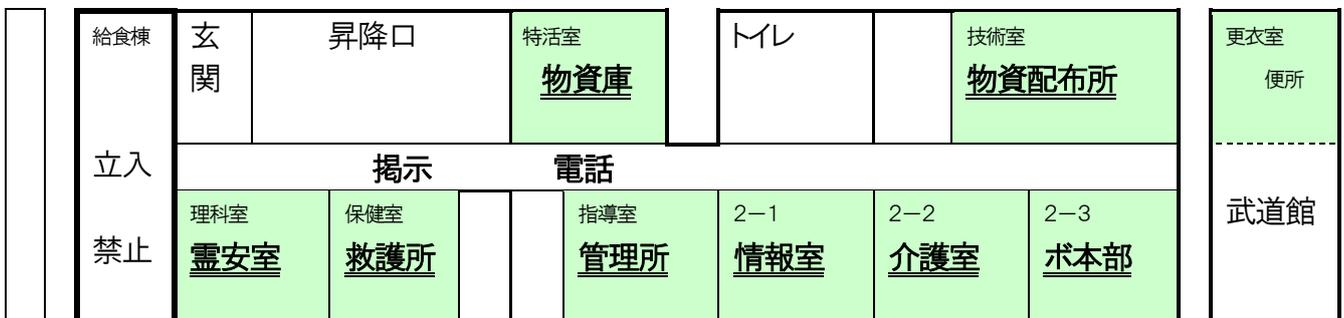 給食棟
立入
禁止
玄
関
昇降口
特活室
物資庫
トイレ
技術室
物資配布所
掲示
電話
理科室
霊安室
保健室
救護所
指導室
管理所
2－1
情報室
2－2
介護室
2－3
ボ本部
更衣室
便所
武道館